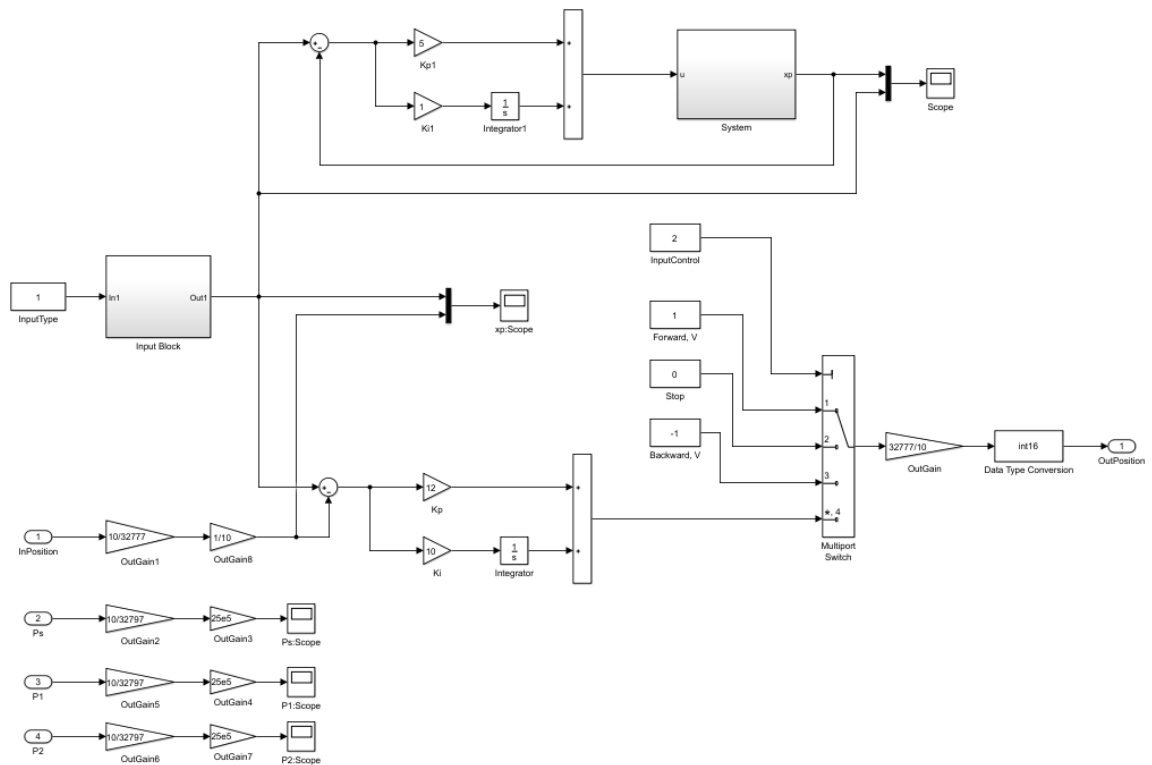 +
-
5
Kp1
1
Ki1
1
s
Integrator1
+
+
u
xp
System
Scope
1
InputType
In1
Out1
Input Block
xp:Scope
2
InputControl
1
Forward, V
0
Stop
-1
Backward, V
1
2
3
*, 4
Multiport
Switch
32777/10
OutGain
int16
Data Type Conversion
1
OutPosition
+
-
12
Kp
10
Ki
1
s
Integrator
+
+
1
InPosition
10/32777
OutGain1
1/10
OutGain8
2
Ps
10/32797
OutGain2
25e5
OutGain3
Ps:Scope
3
P1
10/32797
OutGain5
25e5
OutGain4
P1:Scope
4
P2
10/32797
OutGain6
25e5
OutGain7
P2:Scope